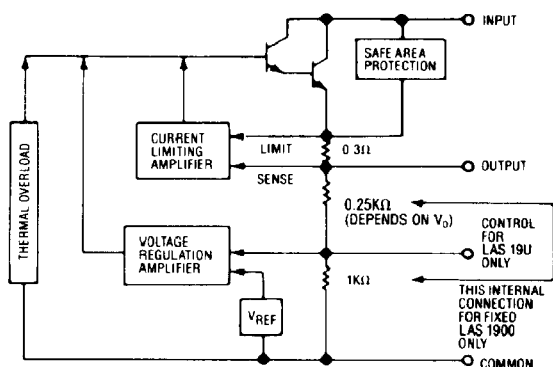 INPUT
SAFE AREA
PROTECTION
CURRENT
LIMITING
AMPLIFIER
LIMIT
0.3Ω
SENSE
OUTPUT
THERMAL OVERLOAD
0.25KΩ
(DEPENDS ON VO)
VOLTAGE
REGULATION
AMPLIFIER
CONTROL
FOR
LAS 19U
ONLY
1KΩ
THIS INTERNAL
CONNECTION
FOR FIXED
LAS 1900
ONLY
VREF
COMMON